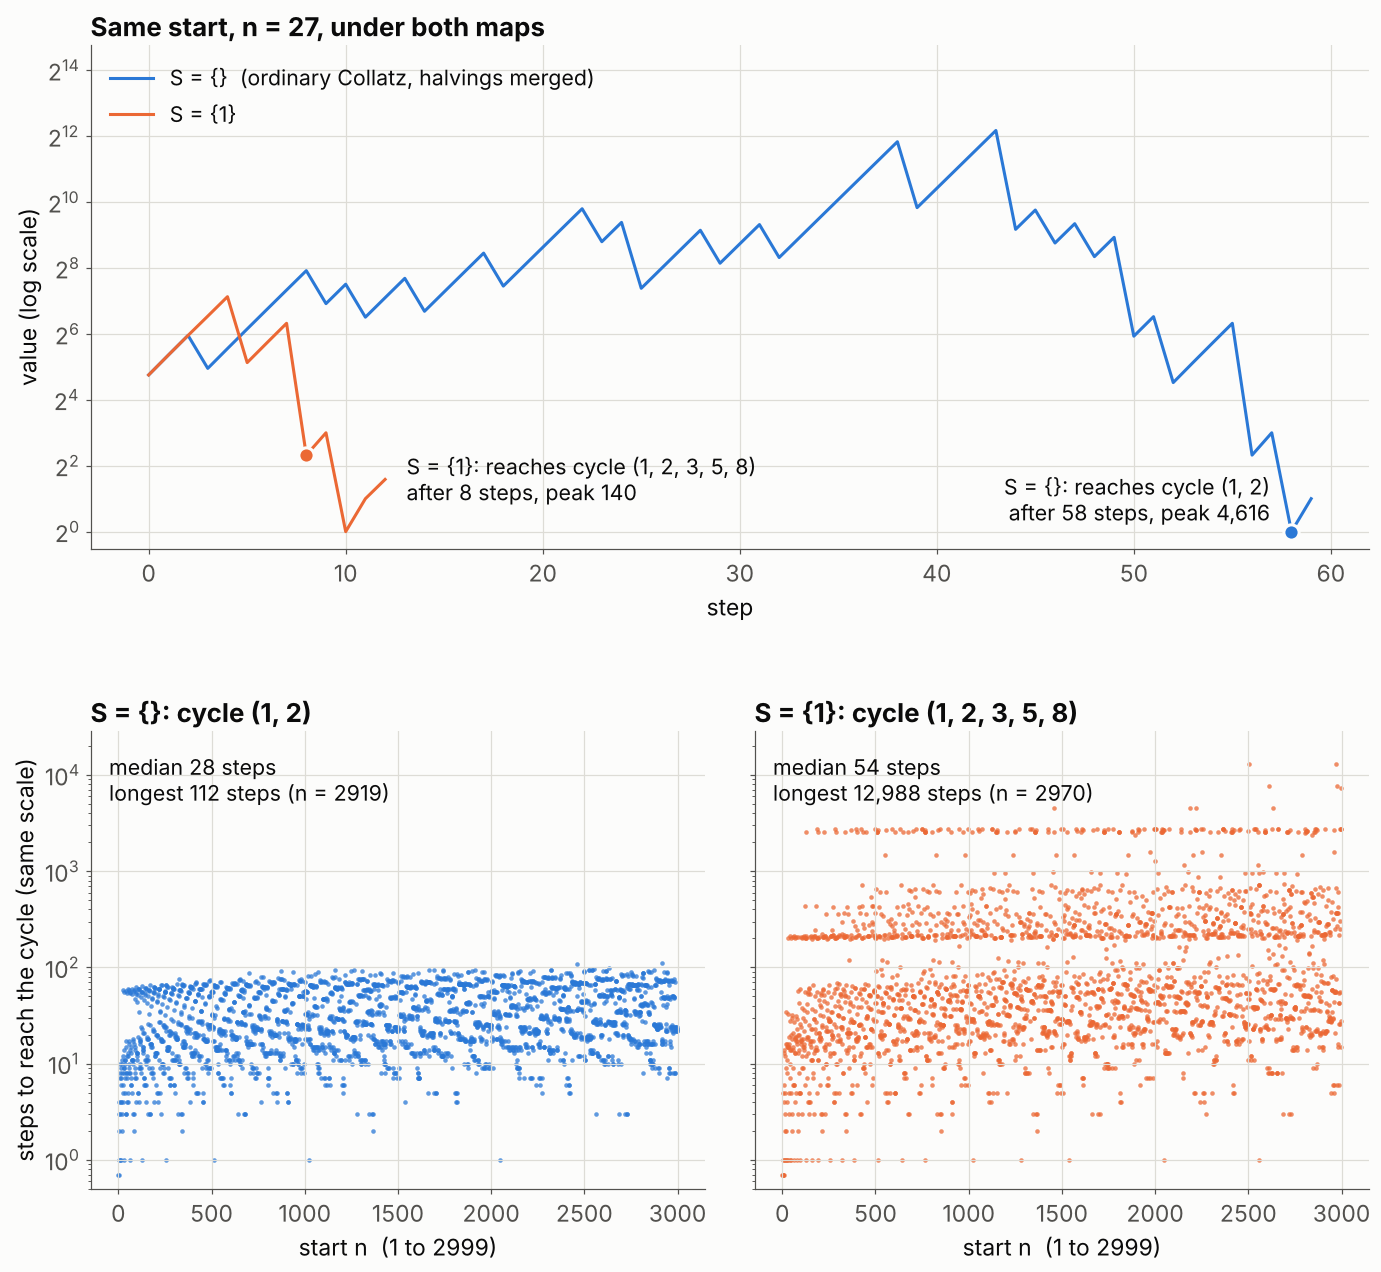 Same start, n = 27, under both maps
S = {}  (ordinary Collatz, halvings merged)
S = {1}
value (log scale)
2^14
2^12
2^10
2^8
2^6
2^4
2^2
2^0
S = {1}: reaches cycle (1, 2, 3, 5, 8)
after 8 steps, peak 140
S = {}: reaches cycle (1, 2)
after 58 steps, peak 4,616
0 10 20 30 40 50 60
step
S = {}: cycle (1, 2)
median 28 steps
longest 112 steps (n = 2919)
steps to reach the cycle (same scale)
10^4
10^3
10^2
10^1
10^0
0 500 1000 1500 2000 2500 3000
start n  (1 to 2999)
S = {1}: cycle (1, 2, 3, 5, 8)
median 54 steps
longest 12,988 steps (n = 2970)
0 500 1000 1500 2000 2500 3000
start n  (1 to 2999)